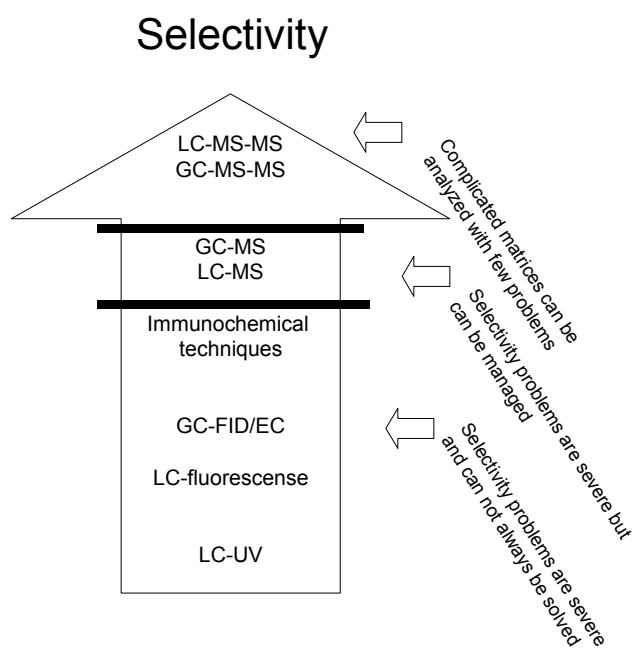 Selectivity
LC-MS-MS
GC-MS-MS
Complicated matrices can be
analyzed with few problems
GC-MS
LC-MS
Selectivity problems are severe but
can be managed
Immunochemical
techniques
GC-FID/EC
LC-fluorescense
LC-UV
Selectivity problems are severe
and can not always be solved